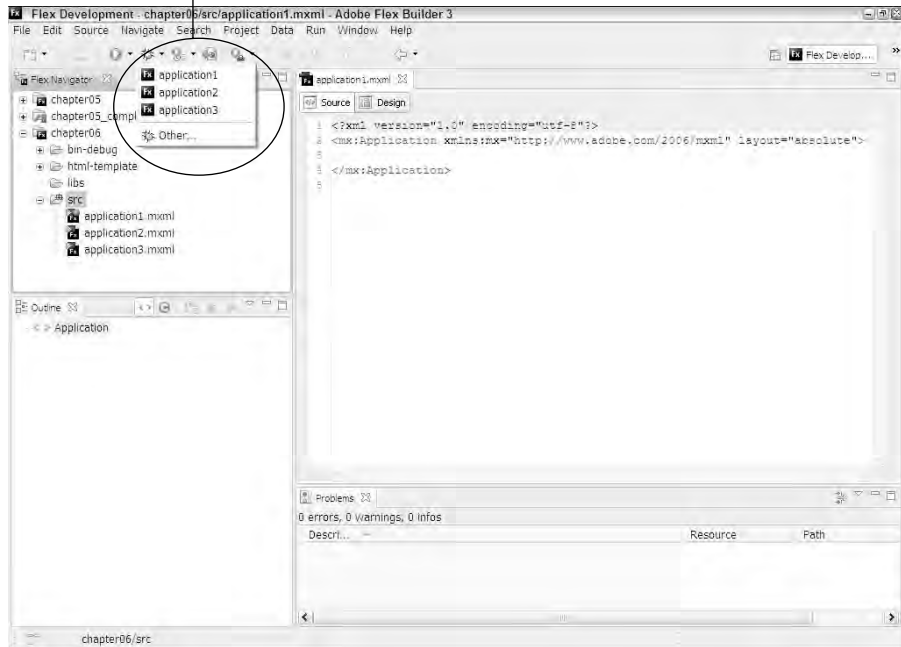 Flex Development - chapter06/src/application1.mxml - Adobe Flex Builder 3
File Edit Source Navigate Search Project Data Run Window Help
Flex Develop... »
Flex Navigator
application1
application2
application3
Other...
chapter05
chapter05_compl
chapter06
bin-debug
html-template
libs
src
application1.mxml
application2.mxml
application3.mxml
application1.mxml
Source Design
1 <?xml version="1.0" encoding="utf-8"?>
2 <mx:Application xmlns:mx="http://www.adobe.com/2006/mxml" layout="absolute">
3
4 </mx:Application>
5
Outline
< > Application
Problems
0 errors, 0 warnings, 0 infos
Descri... Resource Path
chapter06/src